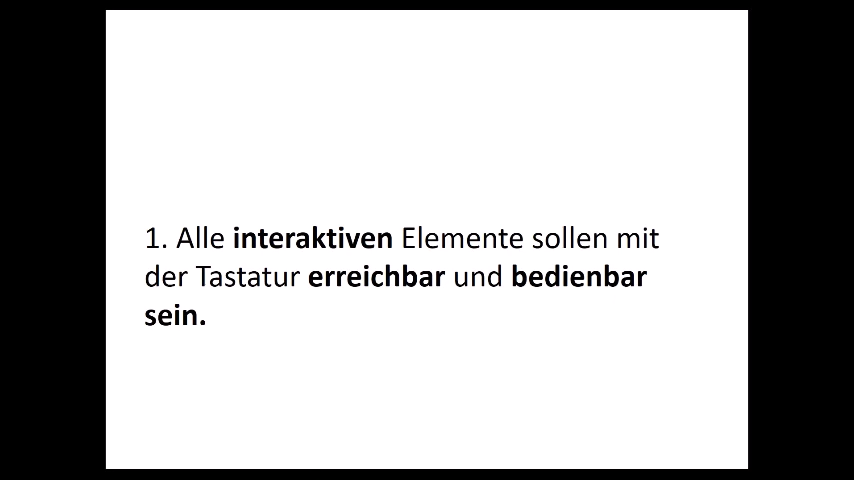 1. Alle interaktiven Elemente sollen mit
der Tastatur erreichbar und bedienbar
sein.